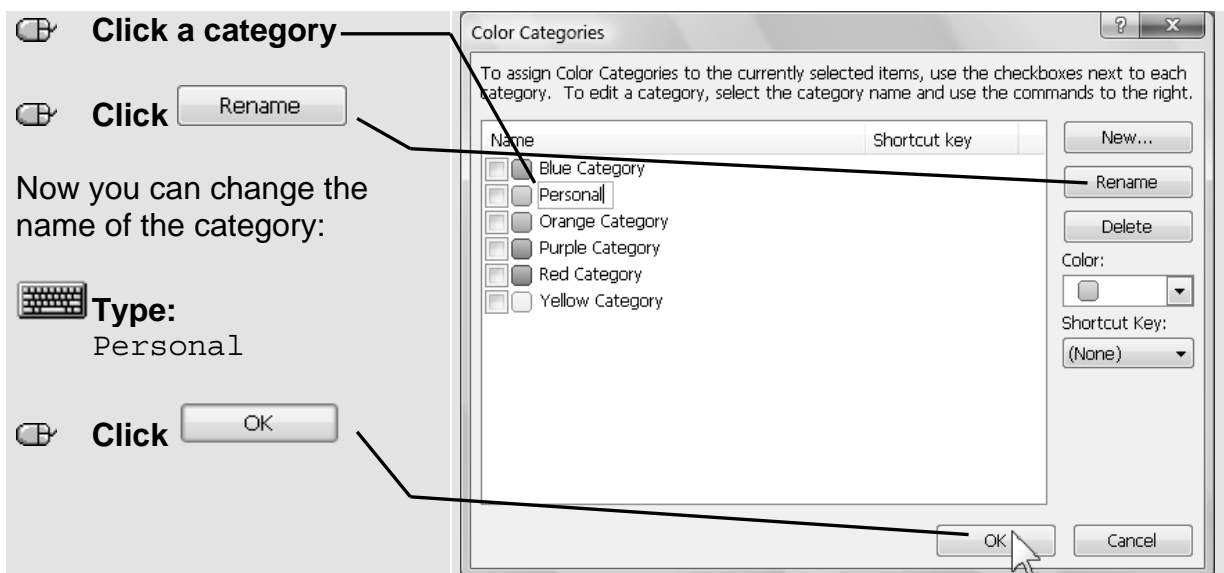 Click a category
Click Rename
Now you can change the
name of the category:
Type:
Personal
Click OK
Color Categories
To assign Color Categories to the currently selected items, use the checkboxes next to each
category. To edit a category, select the category name and use the commands to the right.
Name Shortcut key
Blue Category
Personal
Orange Category
Purple Category
Red Category
Yellow Category
New...
Rename
Delete
Color:
Shortcut Key:
(None)
OK Cancel